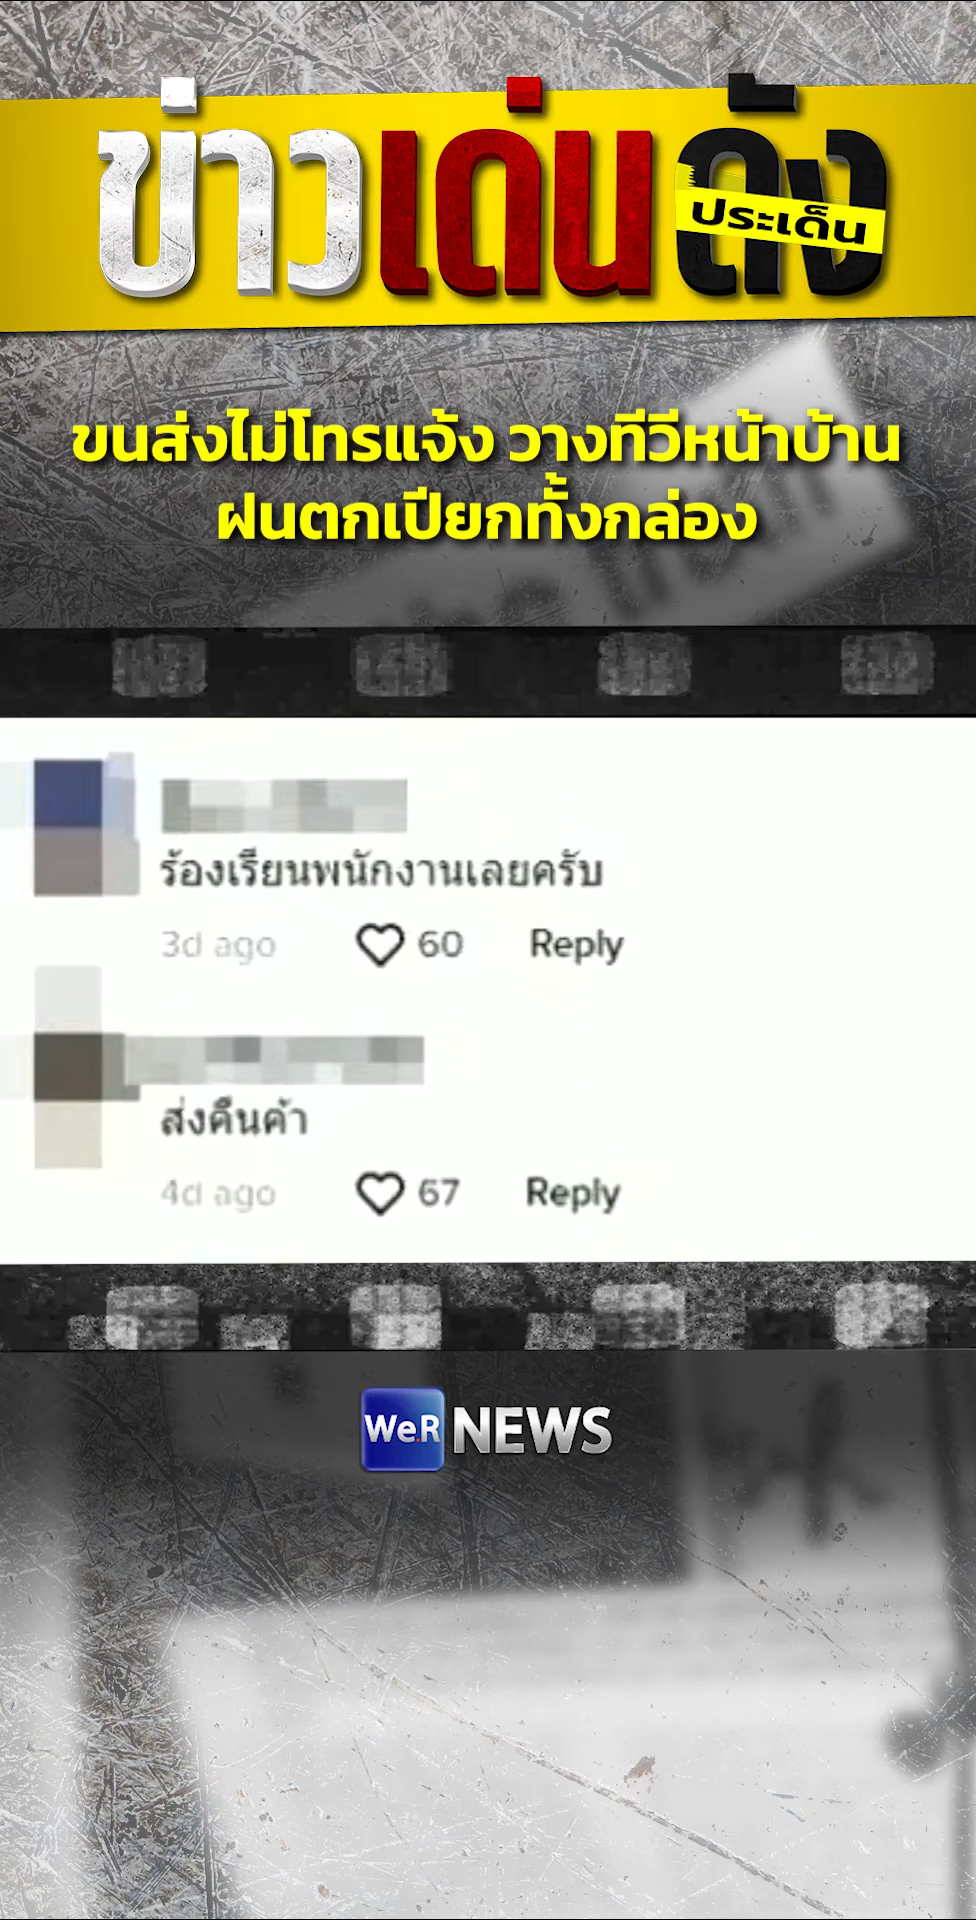 ข่าวเด่นดัง
ประเด็น
ขนส่งไม่โทรแจ้ง วางทีวีหน้าบ้าน
ฝนตกเปียกทั้งกล่อง
ร้องเรียนพนักงานเลยครับ
3d ago 60 Reply
ส่งคืนค้า
4d ago 67 Reply
We.R NEWS